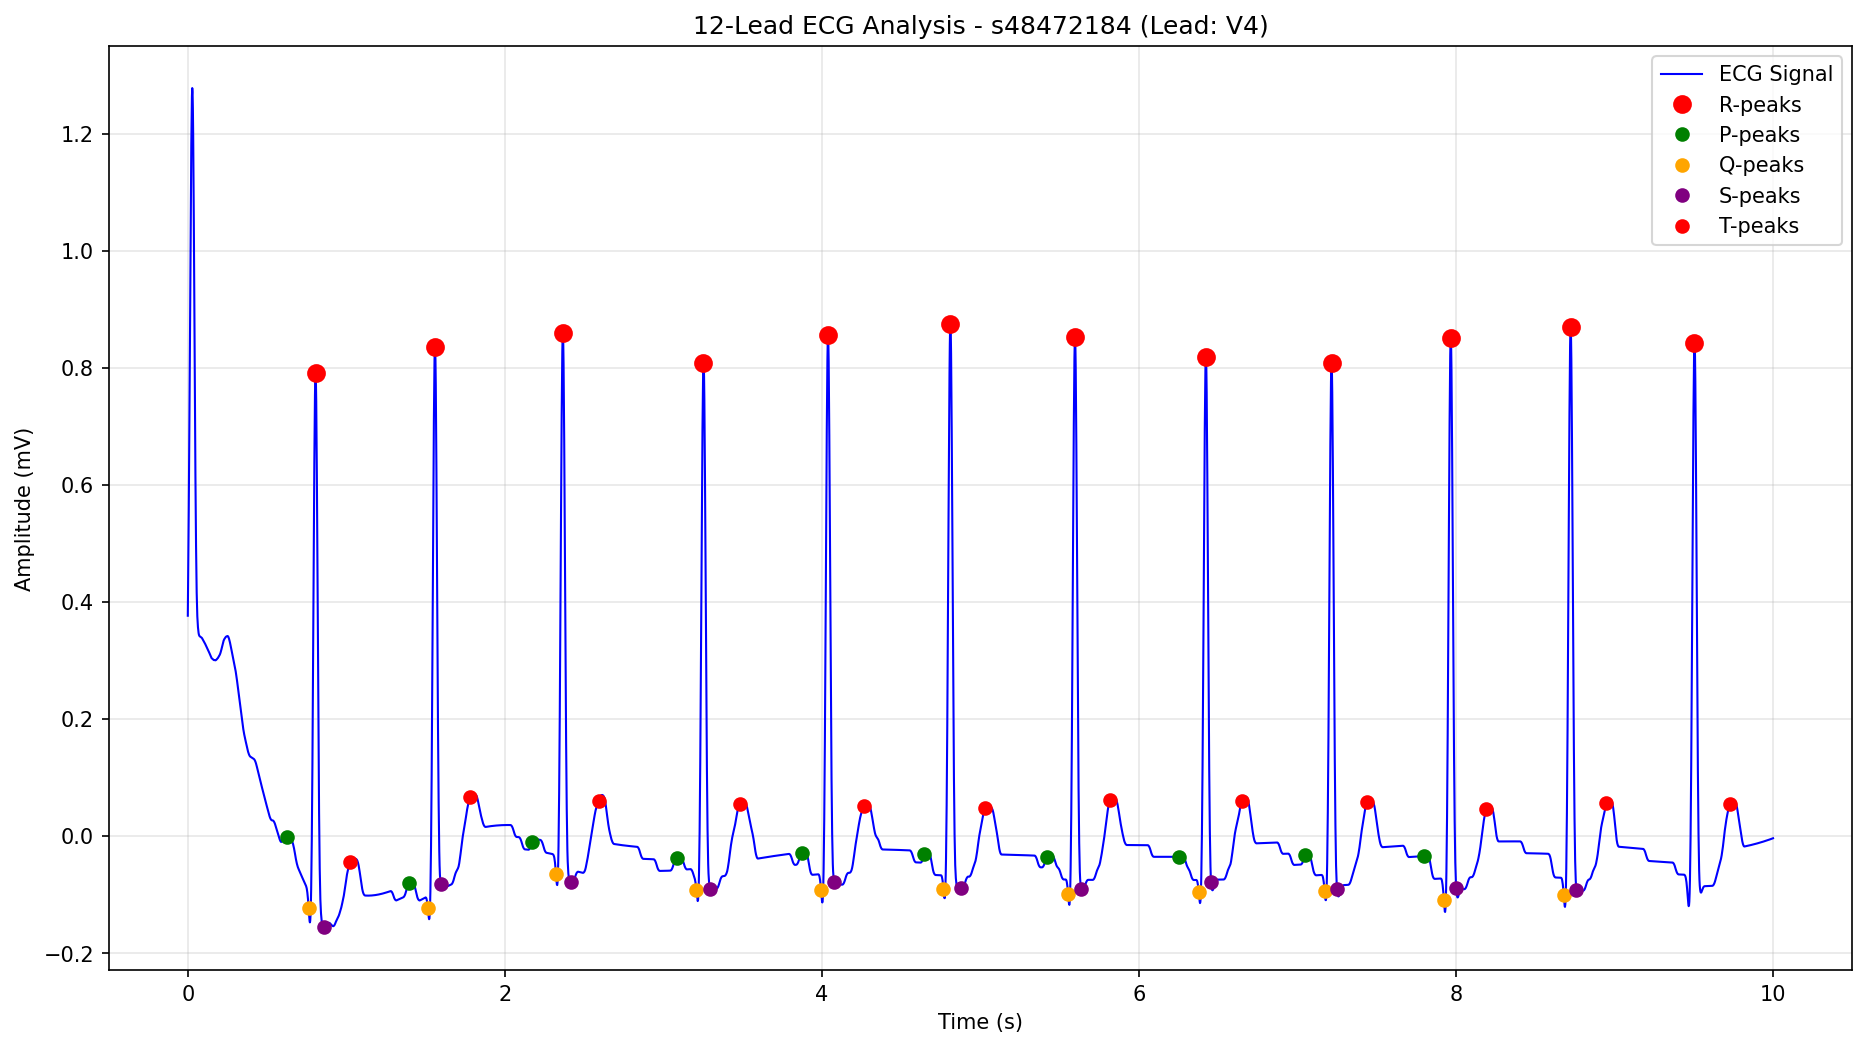 12-Lead ECG Analysis - s48472184 (Lead: V4)
ECG Signal
R-peaks
P-peaks
Q-peaks
S-peaks
T-peaks
Amplitude (mV)
1.2
1.0
0.8
0.6
0.4
0.2
0.0
−0.2
0 2 4 6 8 10
Time (s)